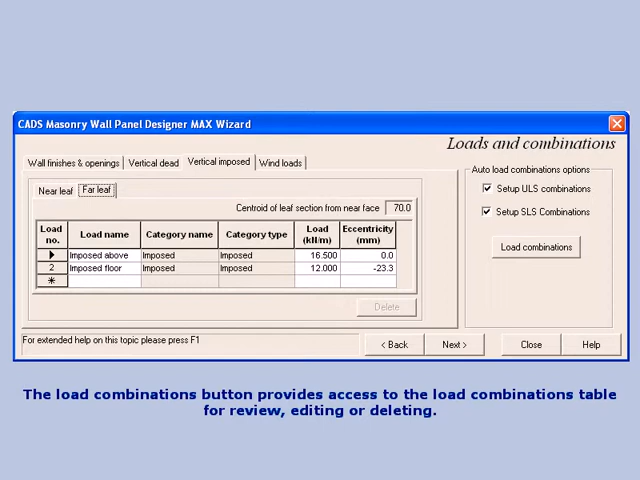 CADS Masonry Wall Panel Designer MAX Wizard
Loads and combinations
Wall finishes & openings Vertical dead Vertical imposed Wind loads
Auto load combinations options
Near leaf Far leaf
Setup ULS combinations
Centroid of leaf section from near face 70.0
Setup SLS Combinations
Load no. Load name Category name Category type Load (kN/m) Eccentricity (mm)
Imposed above Imposed Imposed 16.500 0.0
2 Imposed floor Imposed Imposed 12.000 -23.3
Load combinations
Delete
For extended help on this topic please press F1
< Back Next > Close Help
The load combinations button provides access to the load combinations table
for review, editing or deleting.